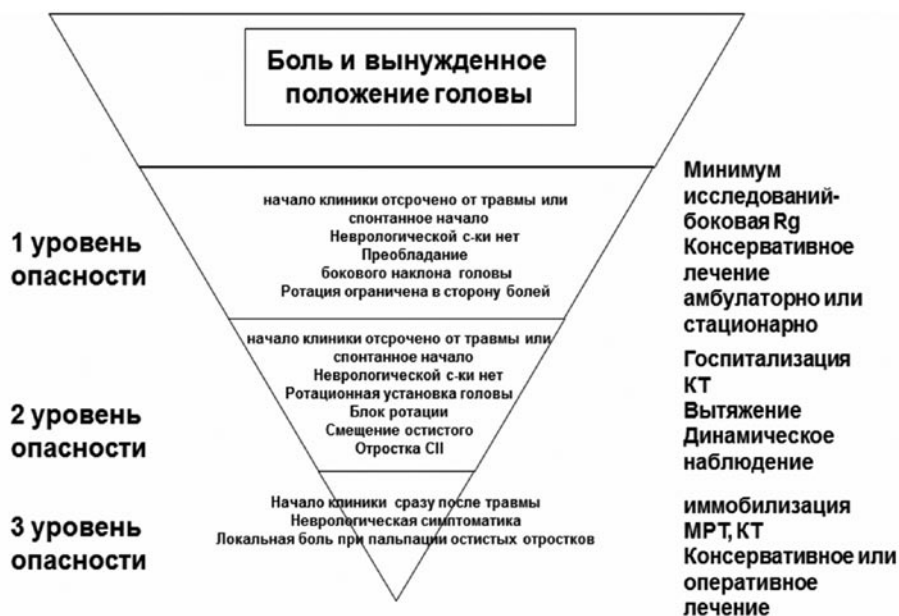 Боль и вынужденное
положение головы
1 уровень
опасности
начало клиники отсрочено от травмы или
спонтанное начало
Неврологической с-ки нет
Преобладание
бокового наклона головы
Ротация ограничена в сторону болей
Минимум
исследований-
боковая Rg
Консервативное
лечение
амбулаторно или
стационарно
2 уровень
опасности
начало клиники отсрочено от травмы или
спонтанное начало
Неврологической с-ки нет
Ротационная установка головы
Блок ротации
Смещение остистого
Отростка CII
Госпитализация
КТ
Вытяжение
Динамическое
наблюдение
3 уровень
опасности
Начало клиники сразу после травмы
Неврологическая симптоматика
Локальная боль при пальпации остистых отростков
иммобилизация
МРТ, КТ
Консервативное или
оперативное
лечение